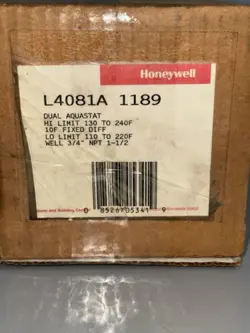 Honeywell
L4081A 1189
DUAL AQUASTAT
HI LIMIT 130 TO 240F
10F FIXED DIFF
LO LIMIT 110 TO 220F
WELL 3/4" NPT 1-1/2